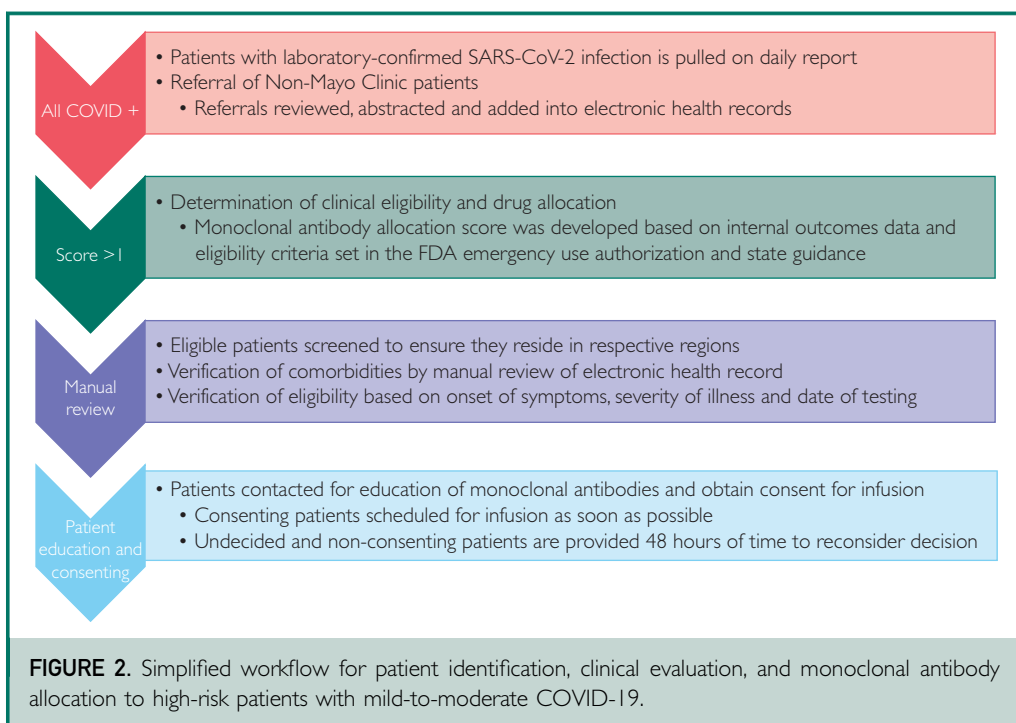 All COVID +
• Patients with laboratory-confirmed SARS-CoV-2 infection is pulled on daily report
• Referral of Non-Mayo Clinic patients
• Referrals reviewed, abstracted and added into electronic health records
Score >1
• Determination of clinical eligibility and drug allocation
• Monoclonal antibody allocation score was developed based on internal outcomes data and
eligibility criteria set in the FDA emergency use authorization and state guidance
Manual
review
• Eligible patients screened to ensure they reside in respective regions
• Verification of comorbidities by manual review of electronic health record
• Verification of eligibility based on onset of symptoms, severity of illness and date of testing
Patient
education and
consenting
• Patients contacted for education of monoclonal antibodies and obtain consent for infusion
• Consenting patients scheduled for infusion as soon as possible
• Undecided and non-consenting patients are provided 48 hours of time to reconsider decision
FIGURE 2. Simplified workflow for patient identification, clinical evaluation, and monoclonal antibody
allocation to high-risk patients with mild-to-moderate COVID-19.